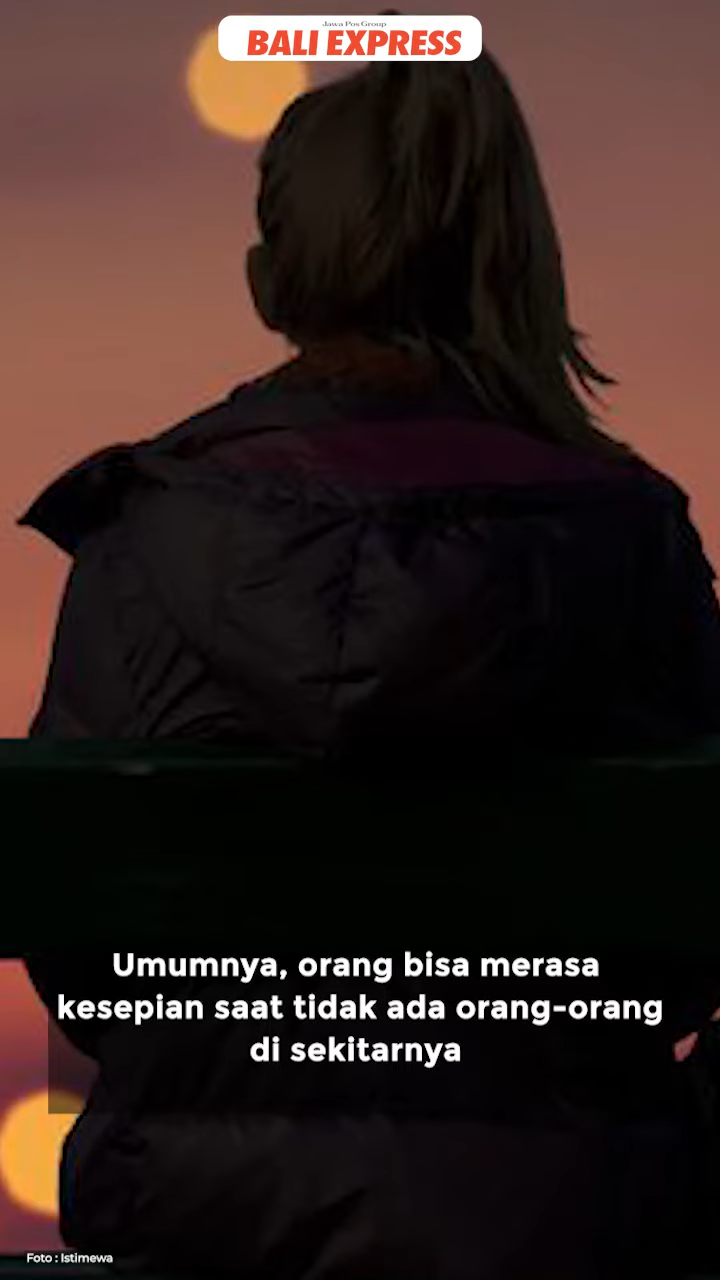 Jawa Pos Group
BALI EXPRESS
Umumnya, orang bisa merasa
kesepian saat tidak ada orang-orang
di sekitarnya
Foto : Istimewa